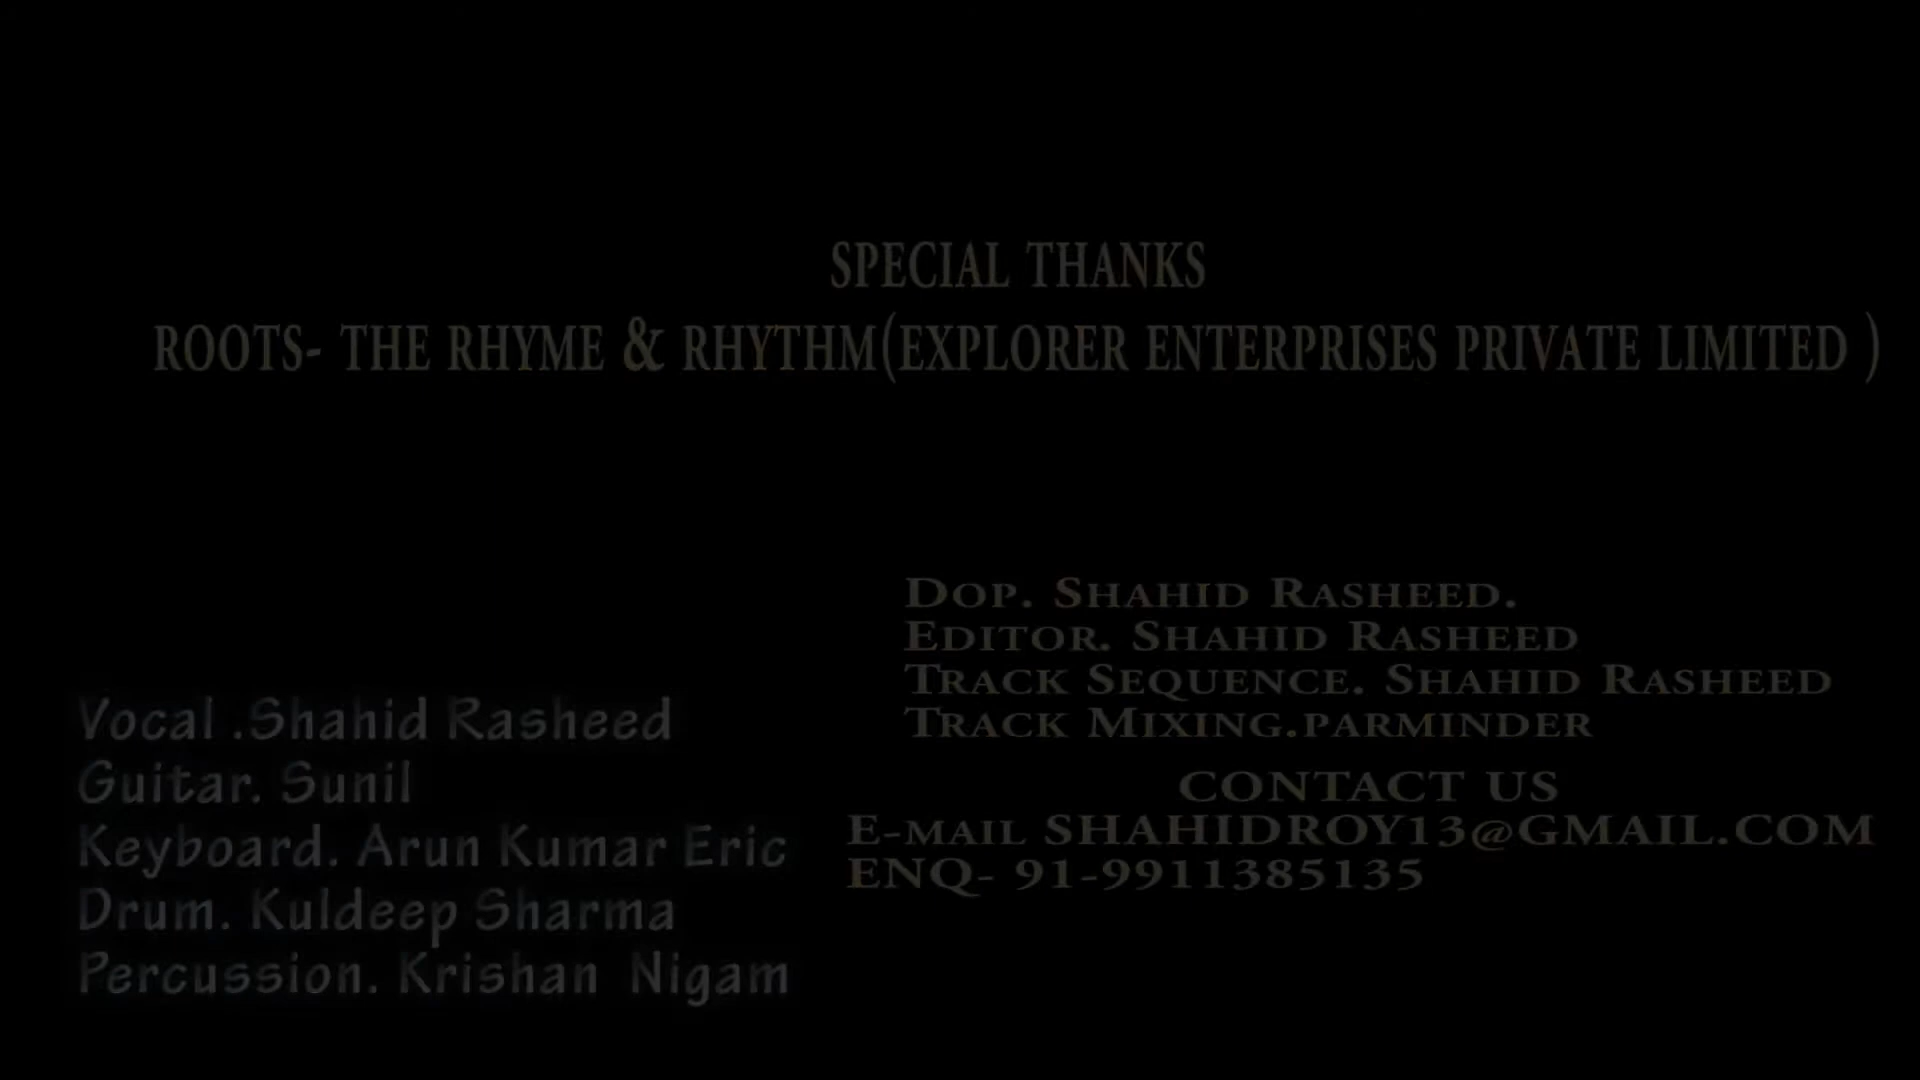 SPECIAL THANKS
ROOTS- THE RHYME & RHYTHM(EXPLORER ENTERPRISES PRIVATE LIMITED )
Dop. Shahid Rasheed.
Editor. Shahid Rasheed
Track Sequence. Shahid Rasheed
Track Mixing.parminder
CONTACT US
E-mail SHAHIDROY13@GMAIL.COM
ENQ- 91-9911385135
Vocal .Shahid Rasheed
Guitar. Sunil
Keyboard. Arun Kumar Eric
Drum. Kuldeep Sharma
Percussion. Krishan Nigam